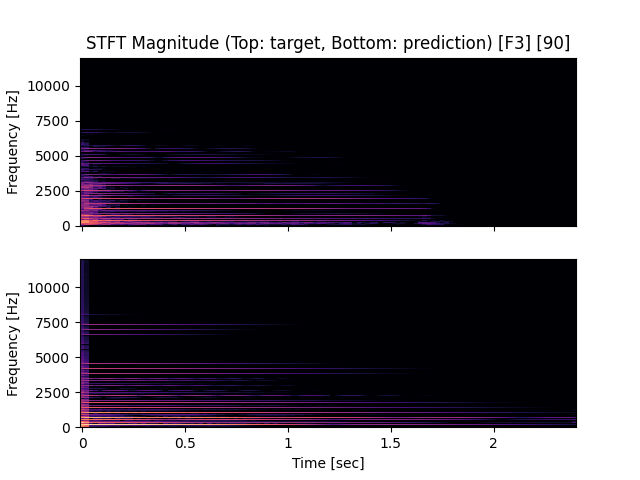 STFT Magnitude (Top: target, Bottom: prediction) [F3] [90]
Frequency [Hz]
10000
7500
5000
2500
0
Frequency [Hz]
10000
7500
5000
2500
0
0 0.5 1 1.5 2
Time [sec]